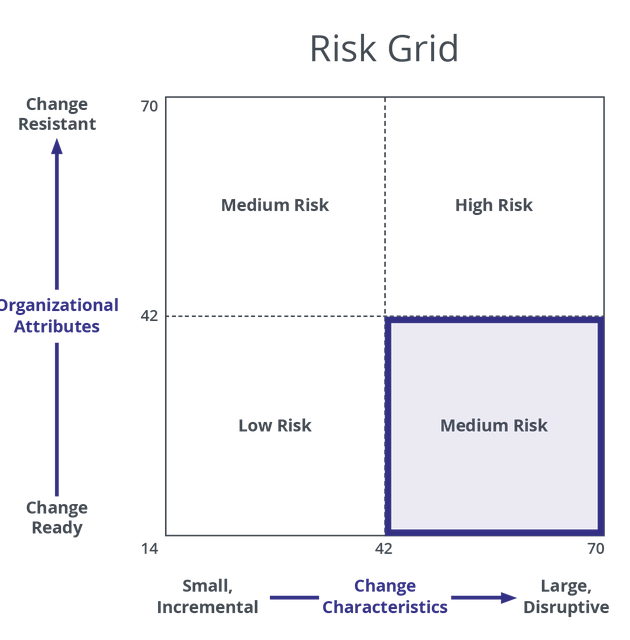 Risk Grid
Change
Resistant
70
Medium Risk
High Risk
Organizational
Attributes
42
Low Risk
Medium Risk
Change
Ready
14
42
70
Small,
Incremental
Change
Characteristics
Large,
Disruptive